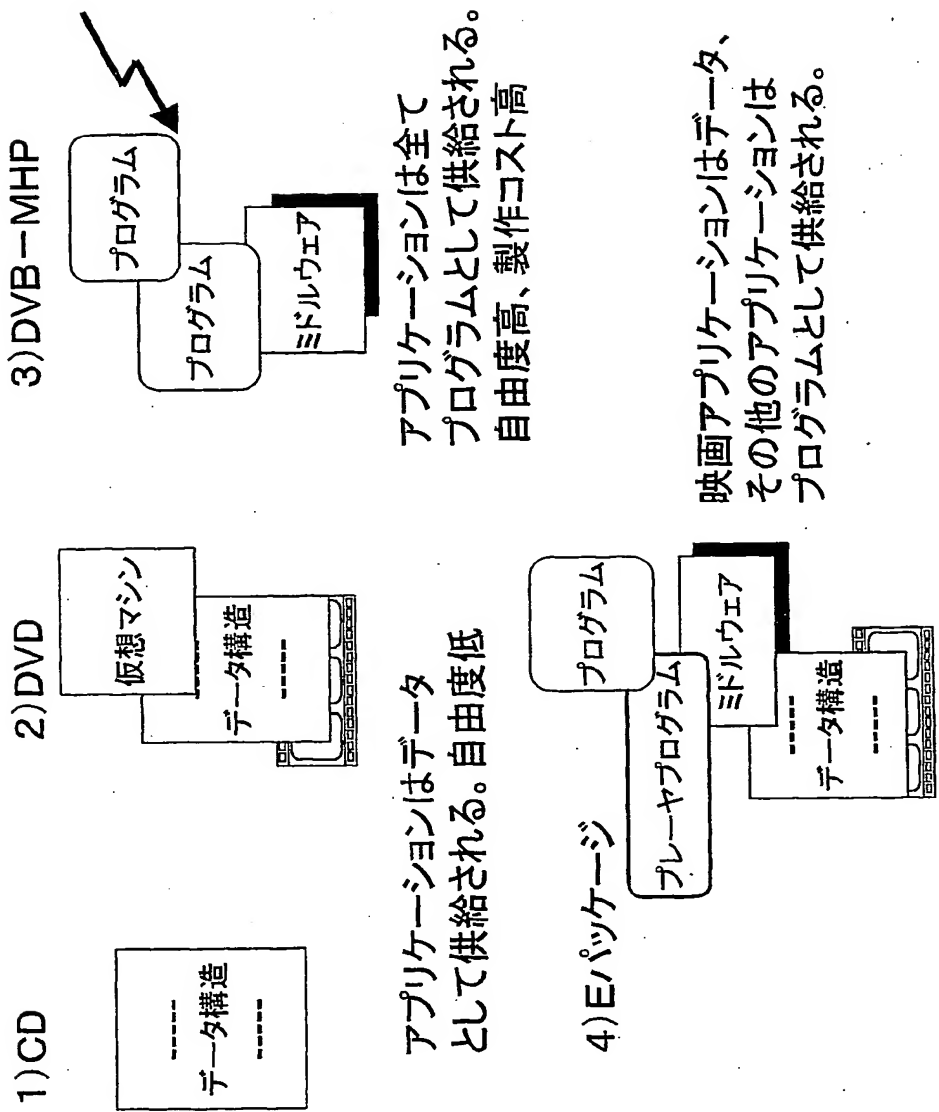 1)CD
データ構造
2)DVD
仮想マシン
データ構造
3)DVB－MHP
プログラム
プログラム
ミドルウェア
アプリケーションはデータ
として供給される。自由度低
アプリケーションは全て
プログラムとして供給される。
自由度高、製作コスト高
4)Eパッケージ
プログラム
プレーヤプログラム
ミドルウェア
データ構造
映画アプリケーションはデータ、
その他のアプリケーションは
プログラムとして供給される。